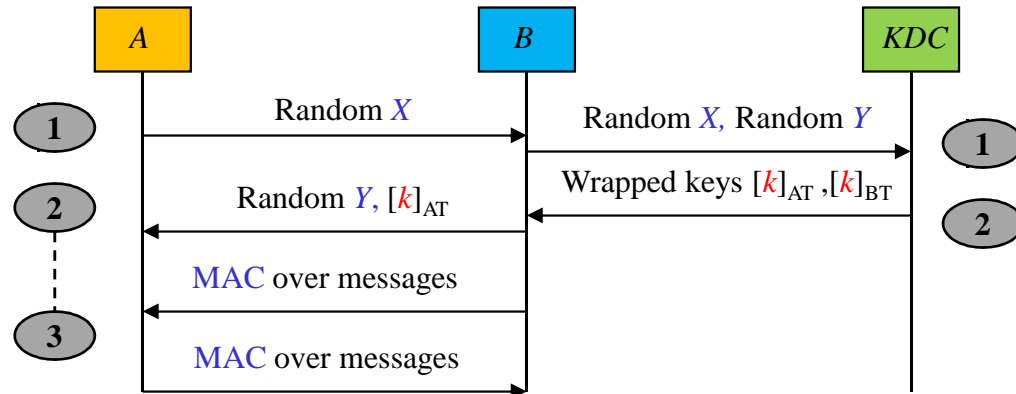 A
B
KDC
1
Random X
Random X, Random Y
1
Wrapped keys [k]AT ,[k]BT
2
Random Y, [k]AT
2
MAC over messages
3
MAC over messages